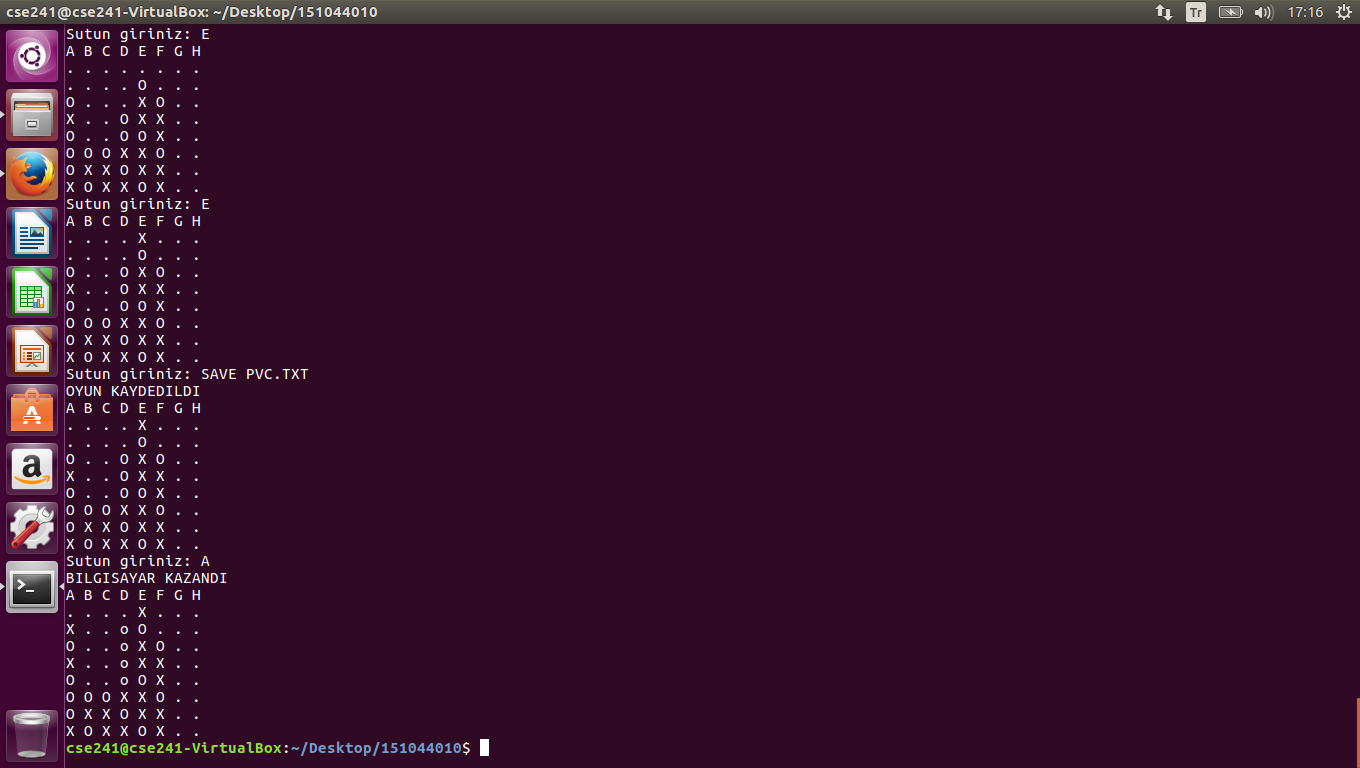 cse241@cse241-VirtualBox: ~/Desktop/151044010
Tr
17:16
Sutun giriniz: E
A B C D E F G H
. . . . . . . .
. . . . O . . .
O . . . X O . .
X . . O X X . .
O . . O O X . .
O O O X X O . .
O X X O X X . .
X O X X O X . .
Sutun giriniz: E
A B C D E F G H
. . . . X . . .
. . . . O . . .
O . . O X O . .
X . . O X X . .
O . . O O X . .
O O O X X O . .
O X X O X X . .
X O X X O X . .
Sutun giriniz: SAVE PVC.TXT
OYUN KAYDEDILDI
A B C D E F G H
. . . . X . . .
. . . . O . . .
O . . O X O . .
X . . O X X . .
O . . O O X . .
O O O X X O . .
O X X O X X . .
X O X X O X . .
Sutun giriniz: A
BILGISAYAR KAZANDI
A B C D E F G H
. . . . X . . .
X . . o O . . .
O . . o X O . .
X . . o X X . .
O . . o O X . .
O O O X X O . .
O X X O X X . .
X O X X O X . .
cse241@cse241-VirtualBox:~/Desktop/151044010$